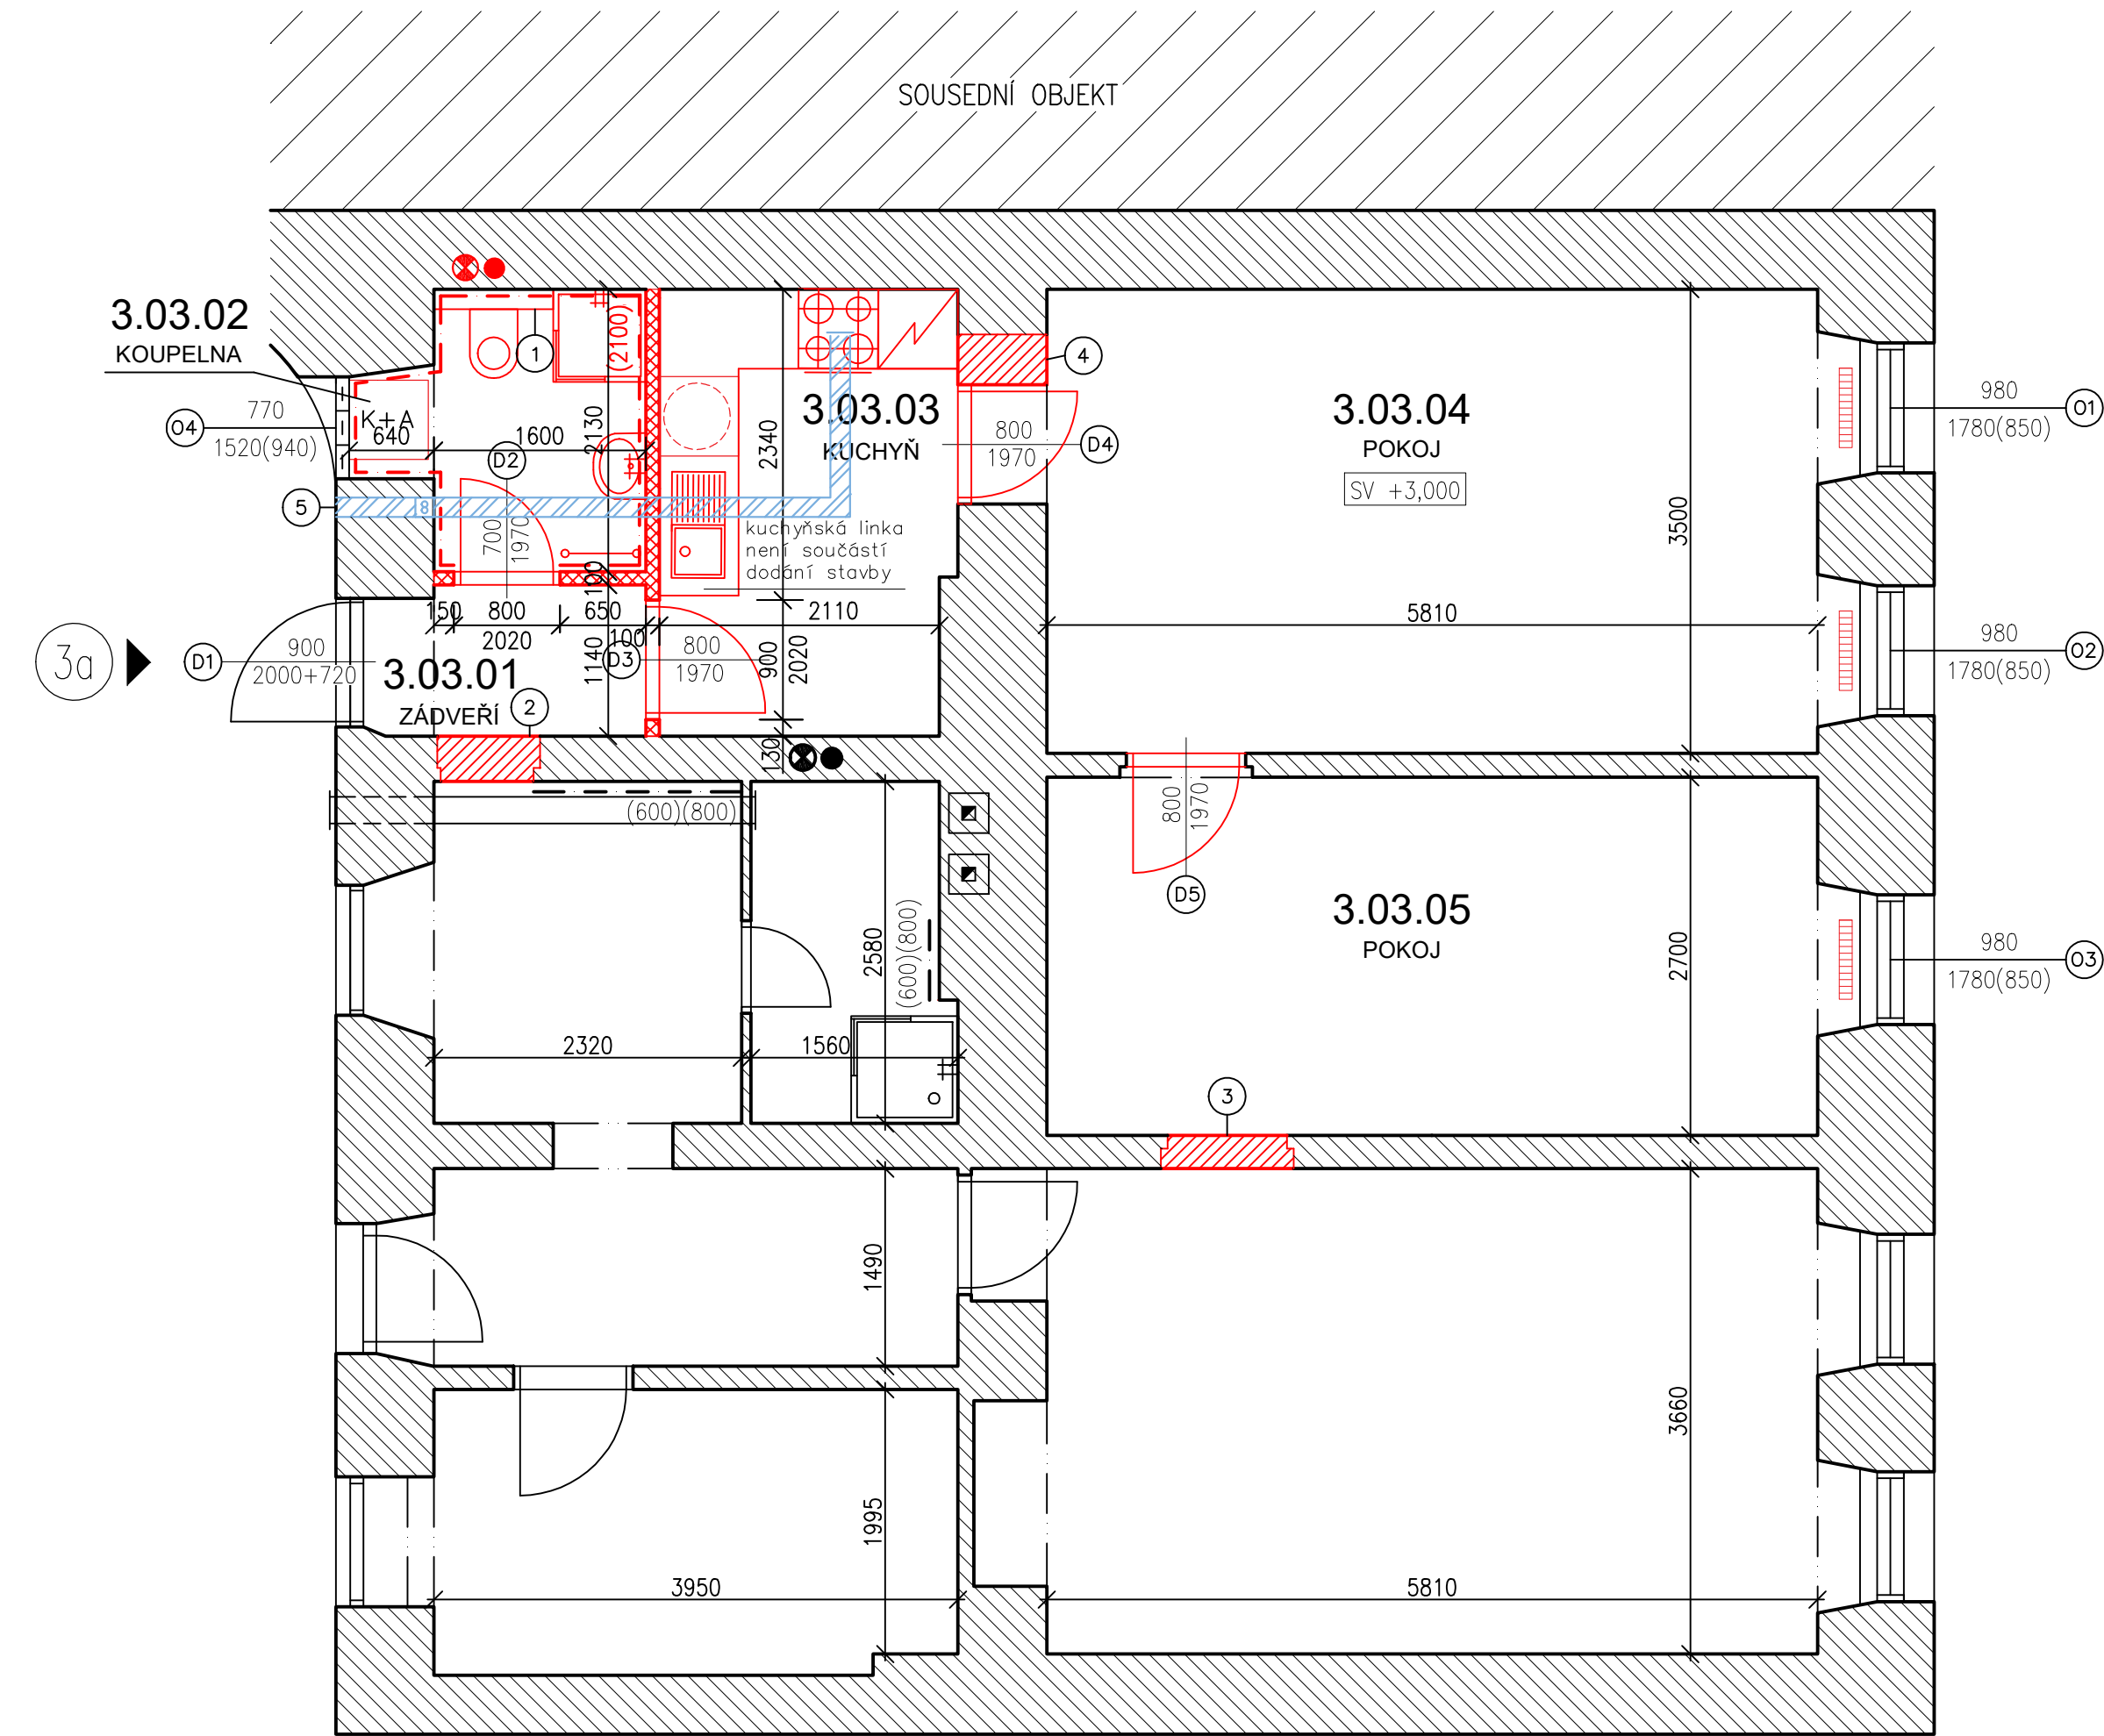 SOUSEDNÍ OBJEKT
3.03.02
KOUPELNA
1
(2100)
4
3.03.03
KUCHYŇ
3.03.04
POKOJ
SV +3,000
980
1780(850)
O1
770
1520(940)
O4
K+A
640
1600
2130
D2
2340
800
1970
D4
5
18
700
1970
kuchyňská linka
není součástí
dodání stavby
3500
100
150
800
2020
650
100
2110
5810
980
1780(850)
O2
3a
D1
900
2000+720
3.03.01
ZÁDVEŘÍ
2
1140
D3
800
1970
900
2020
130
(600)(800)
800
1970
D5
3.03.05
POKOJ
2580
(600)(800)
2700
980
1780(850)
O3
2320
1560
3
1490
3660
1995
3950
5810